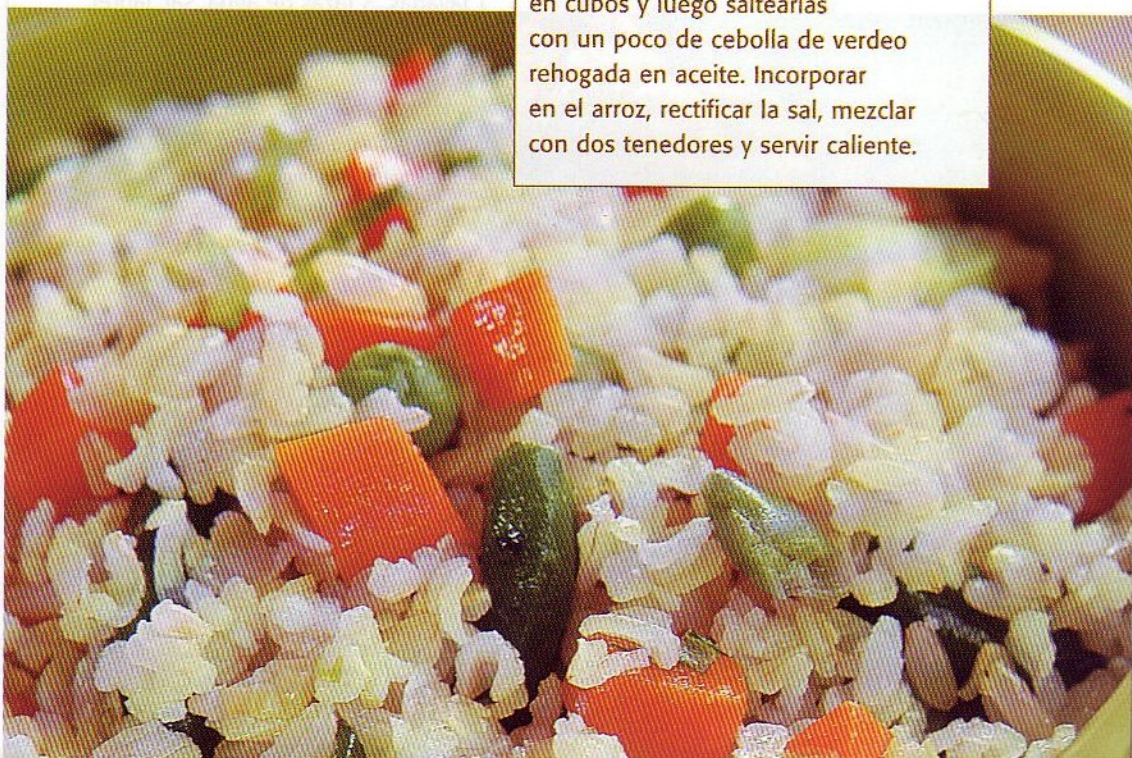 en cubos y luego saltearlas
con un poco de cebolla de verdeo
rehogada en aceite. Incorporar
en el arroz, rectificar la sal, mezclar
con dos tenedores y servir caliente.